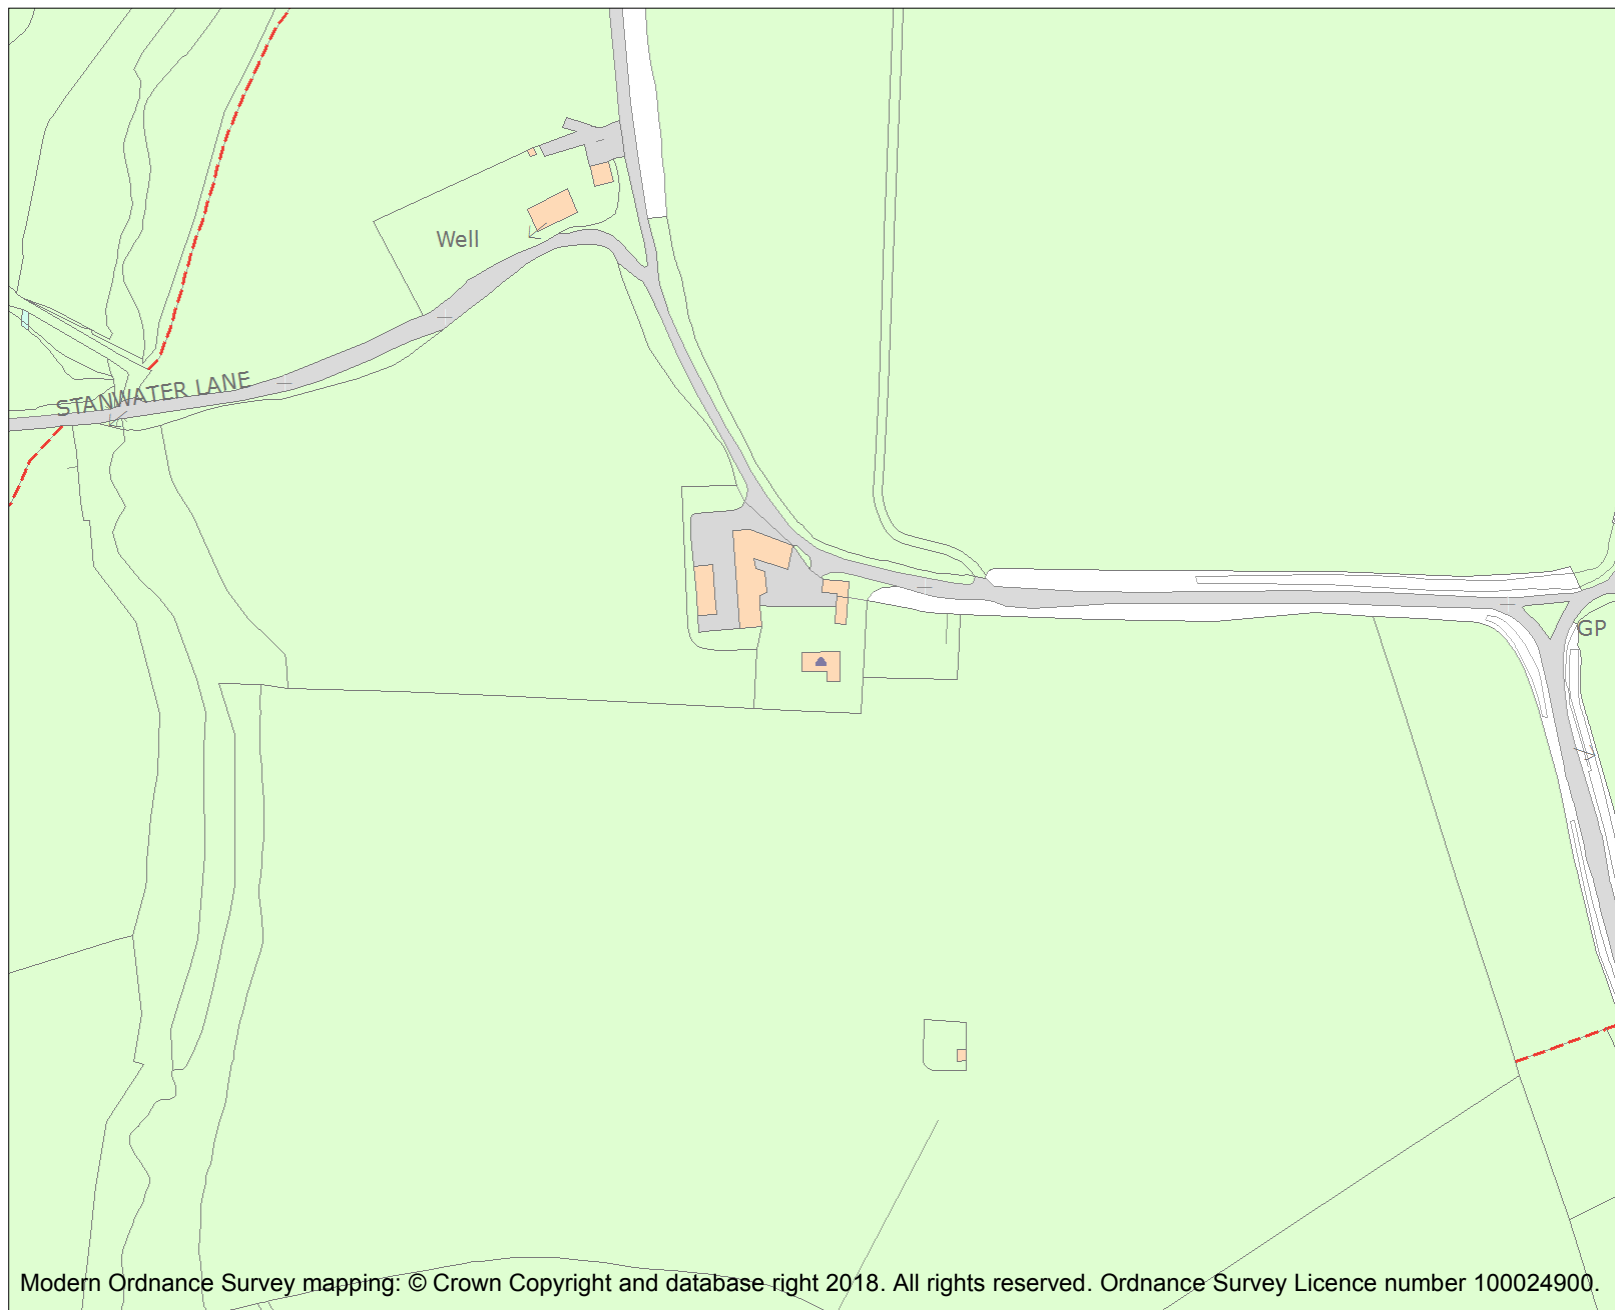 Well
STANWATER LANE
GP
Modern Ordnance Survey mapping: © Crown Copyright and database right 2018. All rights reserved. Ordnance Survey Licence number 100024900.